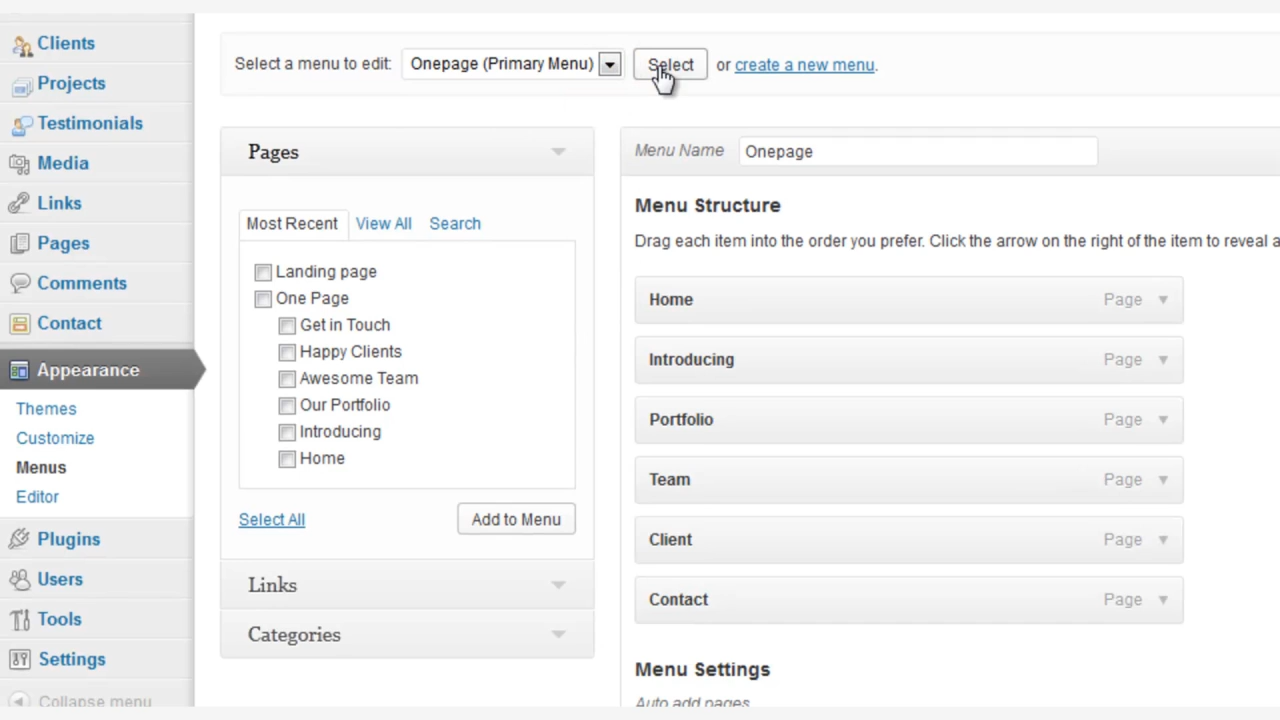 Clients
Projects
Testimonials
Media
Links
Pages
Comments
Contact
Appearance
Themes
Customize
Menus
Editor
Plugins
Users
Tools
Settings
Collapse menu
Select a menu to edit: Onepage (Primary Menu) Select or create a new menu.
Pages
Most Recent View All Search
Landing page
One Page
Get in Touch
Happy Clients
Awesome Team
Our Portfolio
Introducing
Home
Select All Add to Menu
Links
Categories
Menu Name Onepage
Menu Structure
Drag each item into the order you prefer. Click the arrow on the right of the item to reveal a
Home Page
Introducing Page
Portfolio Page
Team Page
Client Page
Contact Page
Menu Settings
Auto add pages